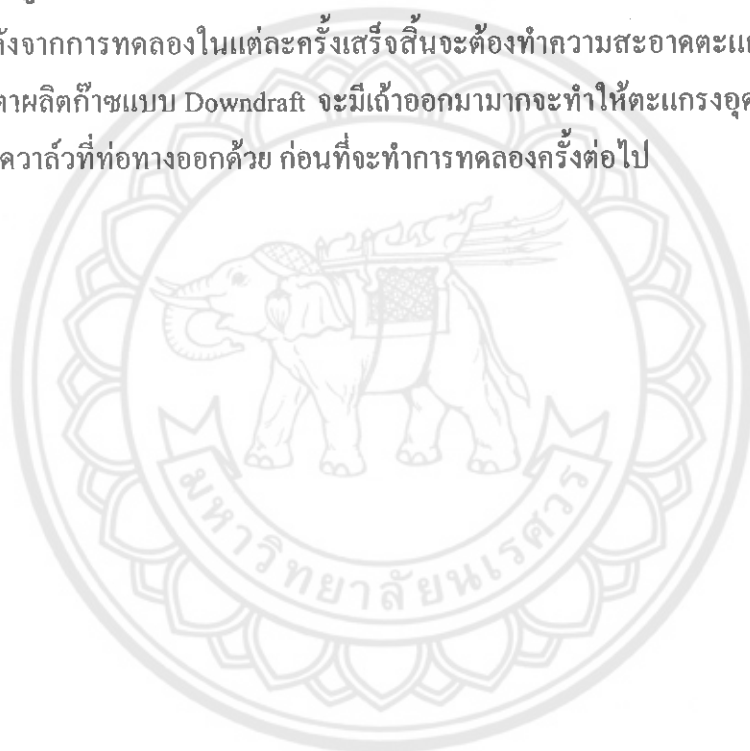 ังจากการทดลองในแต่ละครั้งเสร็จสิ้นจะต้องทำความสะอาดตะแก
ตาผลิตก๊าซแบบ Downdraft จะมีเถ้าออกมามากจะทำให้ตะแกรงอุด
ควาล์วที่ท่อทางออกด้วย ก่อนที่จะทำการทดลองครั้งต่อไป
มหาวิทยาลัยนเรศวร